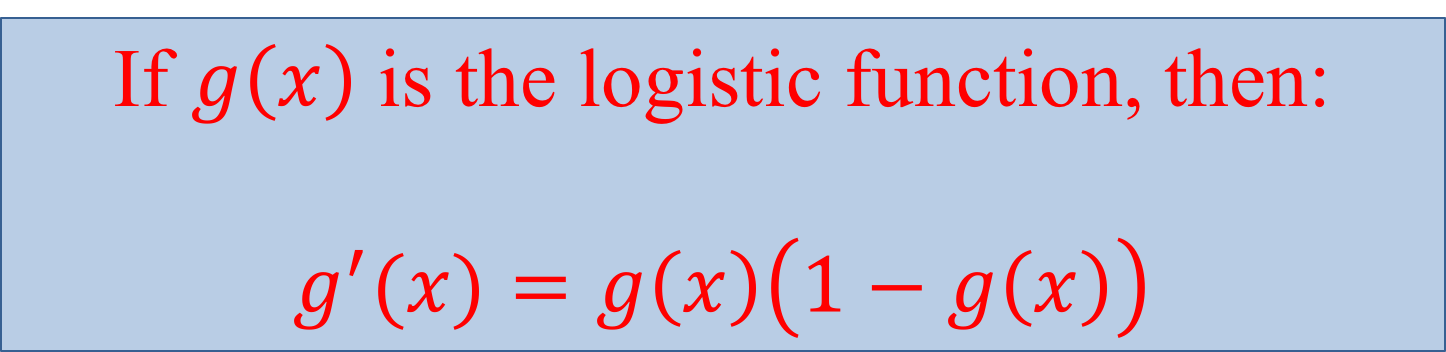 If g(x) is the logistic function, then:
g′(x) = g(x)(1 − g(x))